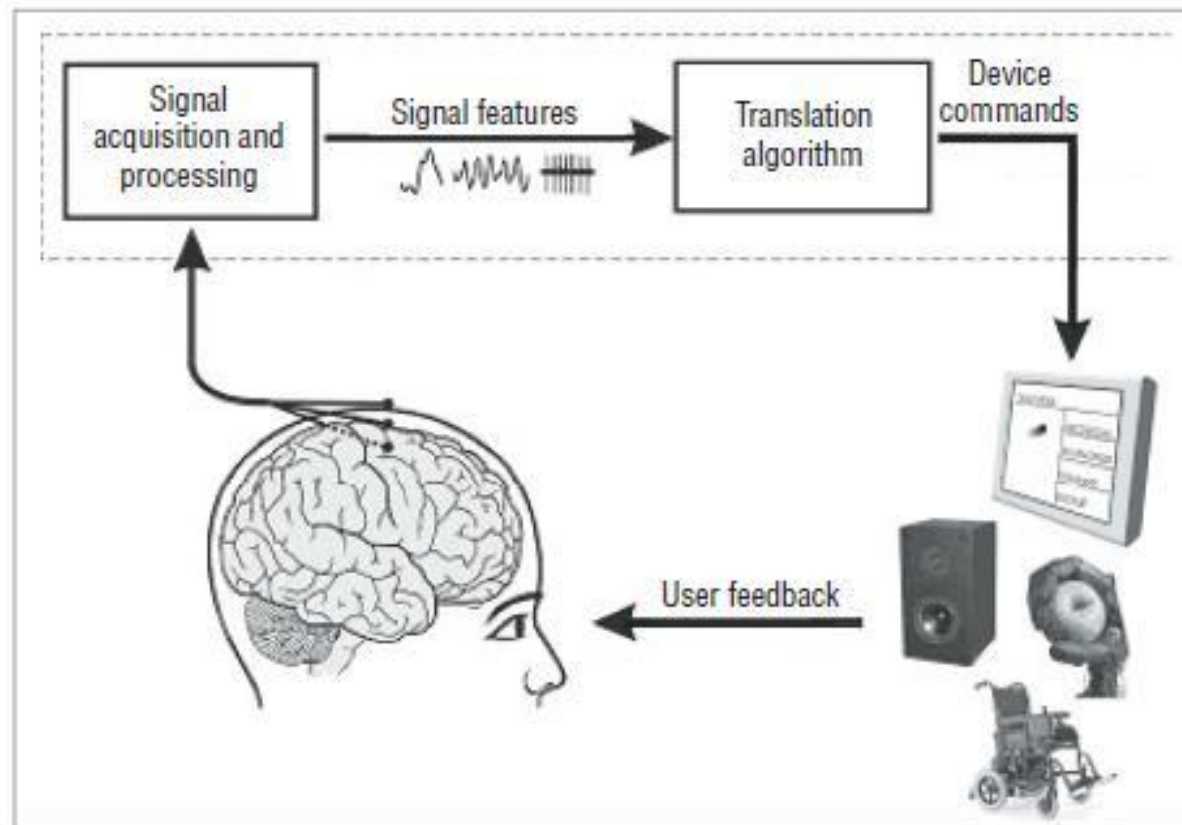 Signal
acquisition and
processing
Signal features
Translation
algorithm
Device
commands
User feedback